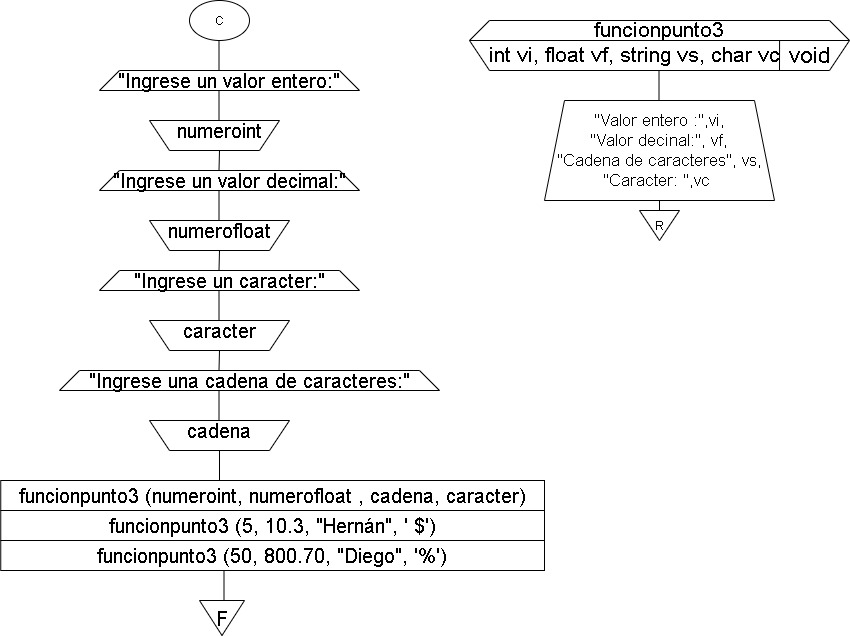 C
"Ingrese un valor entero:"
numeroint
"Ingrese un valor decimal:"
numerofloat
"Ingrese un caracter:"
caracter
"Ingrese una cadena de caracteres:"
cadena
funcionpunto3 (numeroint, numerofloat , cadena, caracter)
funcionpunto3 (5, 10.3, "Hernán", ' $')
funcionpunto3 (50, 800.70, "Diego", '%')
F
funcionpunto3
int vi, float vf, string vs, char vc void
"Valor entero :",vi,
"Valor decinal:", vf,
"Cadena de caracteres", vs,
"Caracter: ",vc
R